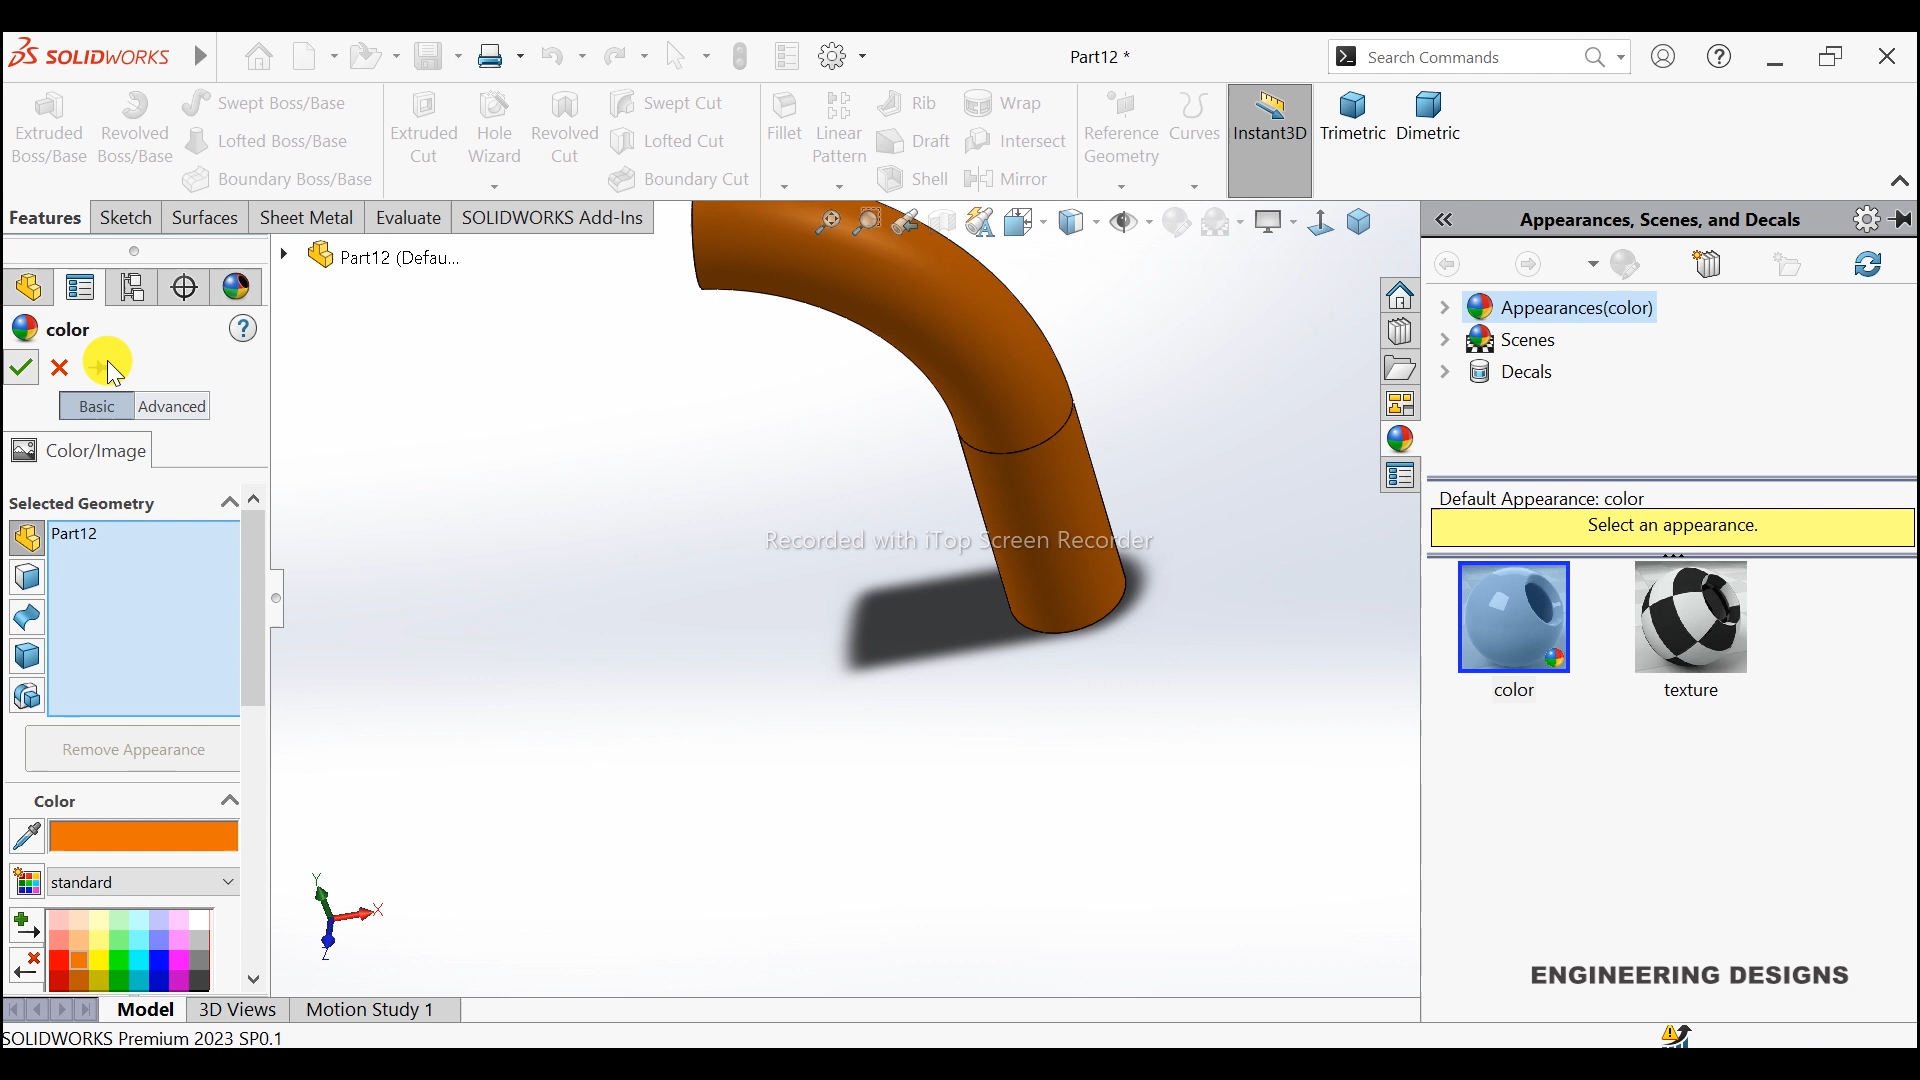 SOLIDWORKS
Part12 *
Search Commands
Extruded Boss/Base
Revolved Boss/Base
Swept Boss/Base
Lofted Boss/Base
Boundary Boss/Base
Extruded Cut
Hole Wizard
Revolved Cut
Swept Cut
Lofted Cut
Boundary Cut
Fillet
Linear Pattern
Rib
Draft
Shell
Wrap
Intersect
Mirror
Reference Geometry
Curves
Instant3D
Trimetric
Dimetric
Features
Sketch
Surfaces
Sheet Metal
Evaluate
SOLIDWORKS Add-Ins
Part12 (Defau...
color
Basic
Advanced
Color/Image
Selected Geometry
Part12
Remove Appearance
Color
standard
Recorded with iTop Screen Recorder
Y
X
Z
Appearances, Scenes, and Decals
Appearances(color)
Scenes
Decals
Default Appearance: color
Select an appearance.
color
texture
ENGINEERING DESIGNS
Model
3D Views
Motion Study 1
SOLIDWORKS Premium 2023 SP0.1